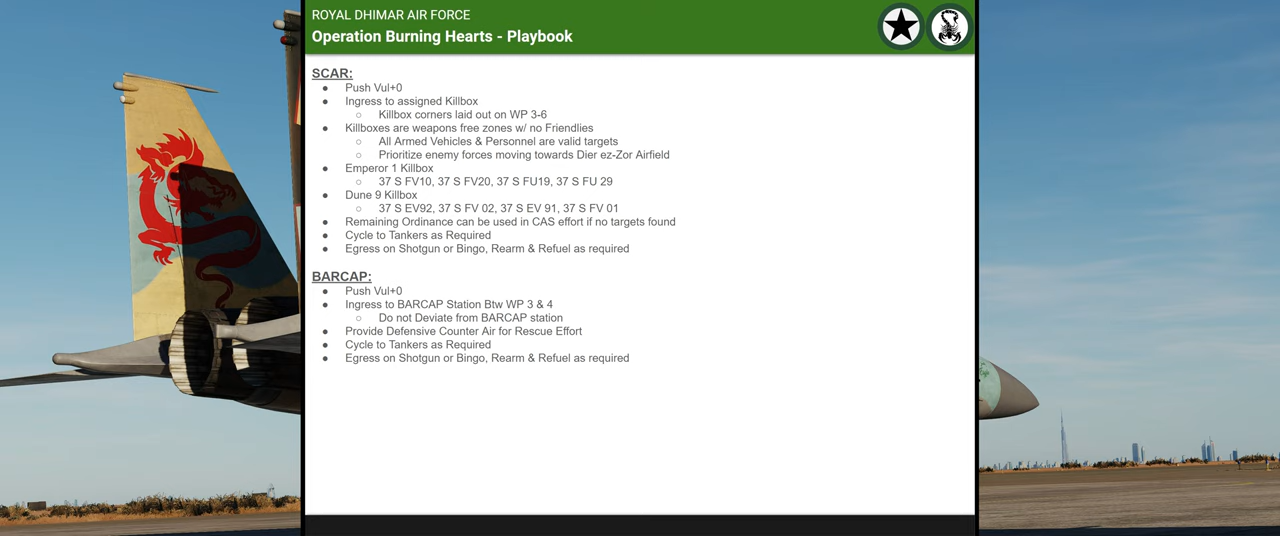 ROYAL DHIMAR AIR FORCE
Operation Burning Hearts - Playbook
SCAR:
● Push Vul+0
● Ingress to assigned Killbox
○ Killbox corners laid out on WP 3-6
● Killboxes are weapons free zones w/ no Friendlies
○ All Armed Vehicles & Personnel are valid targets
○ Prioritize enemy forces moving towards Dier ez-Zor Airfield
● Emperor 1 Killbox
○ 37 S FV10, 37 S FV20, 37 S FU19, 37 S FU 29
● Dune 9 Killbox
○ 37 S EV92, 37 S FV 02, 37 S EV 91, 37 S FV 01
● Remaining Ordinance can be used in CAS effort if no targets found
● Cycle to Tankers as Required
● Egress on Shotgun or Bingo, Rearm & Refuel as required
BARCAP:
● Push Vul+0
● Ingress to BARCAP Station Btw WP 3 & 4
○ Do not Deviate from BARCAP station
● Provide Defensive Counter Air for Rescue Effort
● Cycle to Tankers as Required
● Egress on Shotgun or Bingo, Rearm & Refuel as required